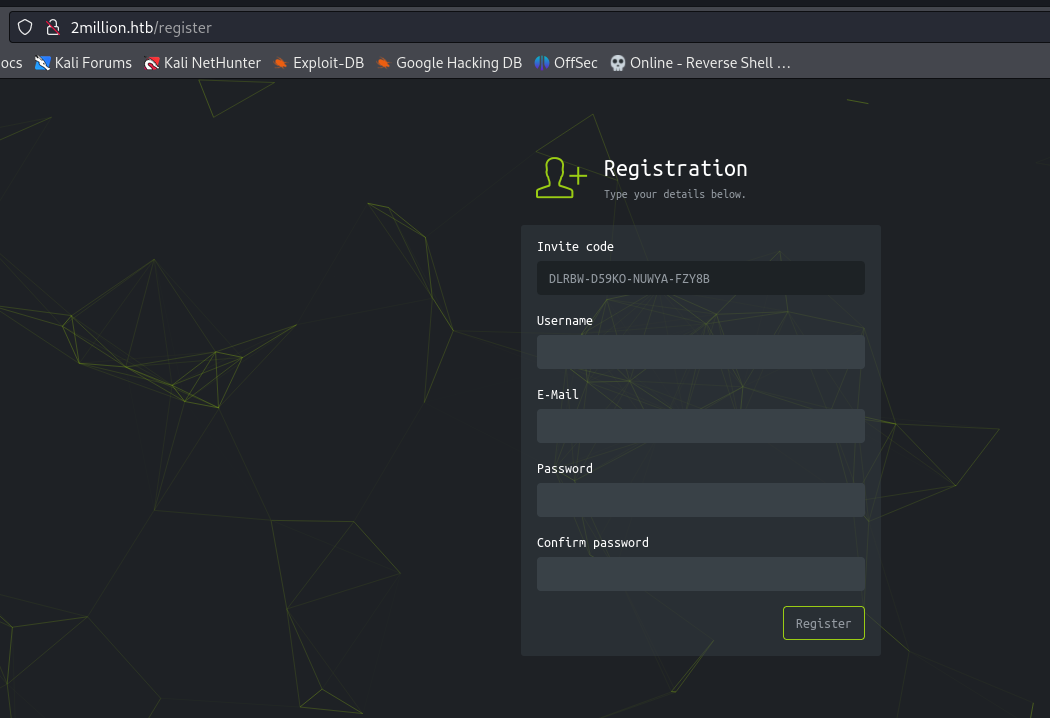 2million.htb/register
ocs Kali Forums Kali NetHunter Exploit-DB Google Hacking DB OffSec Online - Reverse Shell …
Registration
Type your details below.
Invite code
DLRBW-D59KO-NUWYA-FZY8B
Username
E-Mail
Password
Confirm password
Register